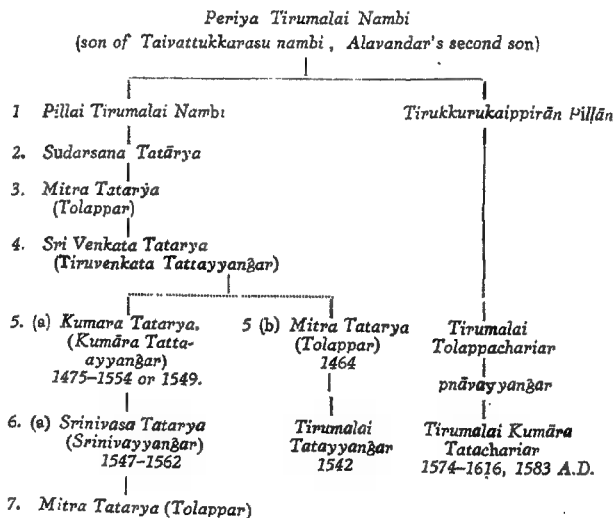 Periya Tirumalai Nambi
(son of Taivattukkarasu nambi, Alavandar's second son)
1 Pillai Tirumalai Nambi
Tirukkurukaippirān Piḷḷān
2. Sudarsana Tatārya
3. Mitra Tatarya
(Tolappar)
4. Sri Venkata Tatarya
(Tiruvenkata Tattayyangar)
5. (a) Kumara Tatarya.
(Kumāra Tatta-
ayyangar)
1475-1554 or 1549.
5 (b) Mitra Tatarya
(Tolappar)
1464
Tirumalai
Tolappachariar
pnāvayyangar
6. (a) Srinivasa Tatarya
(Srinivayyangar)
1547-1562
Tirumalai
Tatayyangar
1542
Tirumalai Kumāra
Tatachariar
1574-1616, 1583 A.D.
7. Mitra Tatarya (Tolappar)